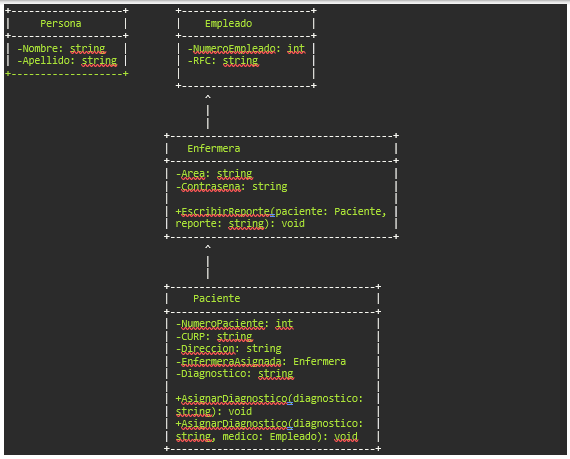 Persona
-Nombre: string
-Apellido: string
Empleado
-NumeroEmpleado: int
-RFC: string
Enfermera
-Area: string
-Contrasena: string
+EscribirReporte(paciente: Paciente,
reporte: string): void
Paciente
-NumeroPaciente: int
-CURP: string
-Direccion: string
-EnfermeraAsignada: Enfermera
-Diagnostico: string
+AsignarDiagnostico(diagnostico:
string): void
+AsignarDiagnostico(diagnostico:
string, medico: Empleado): void